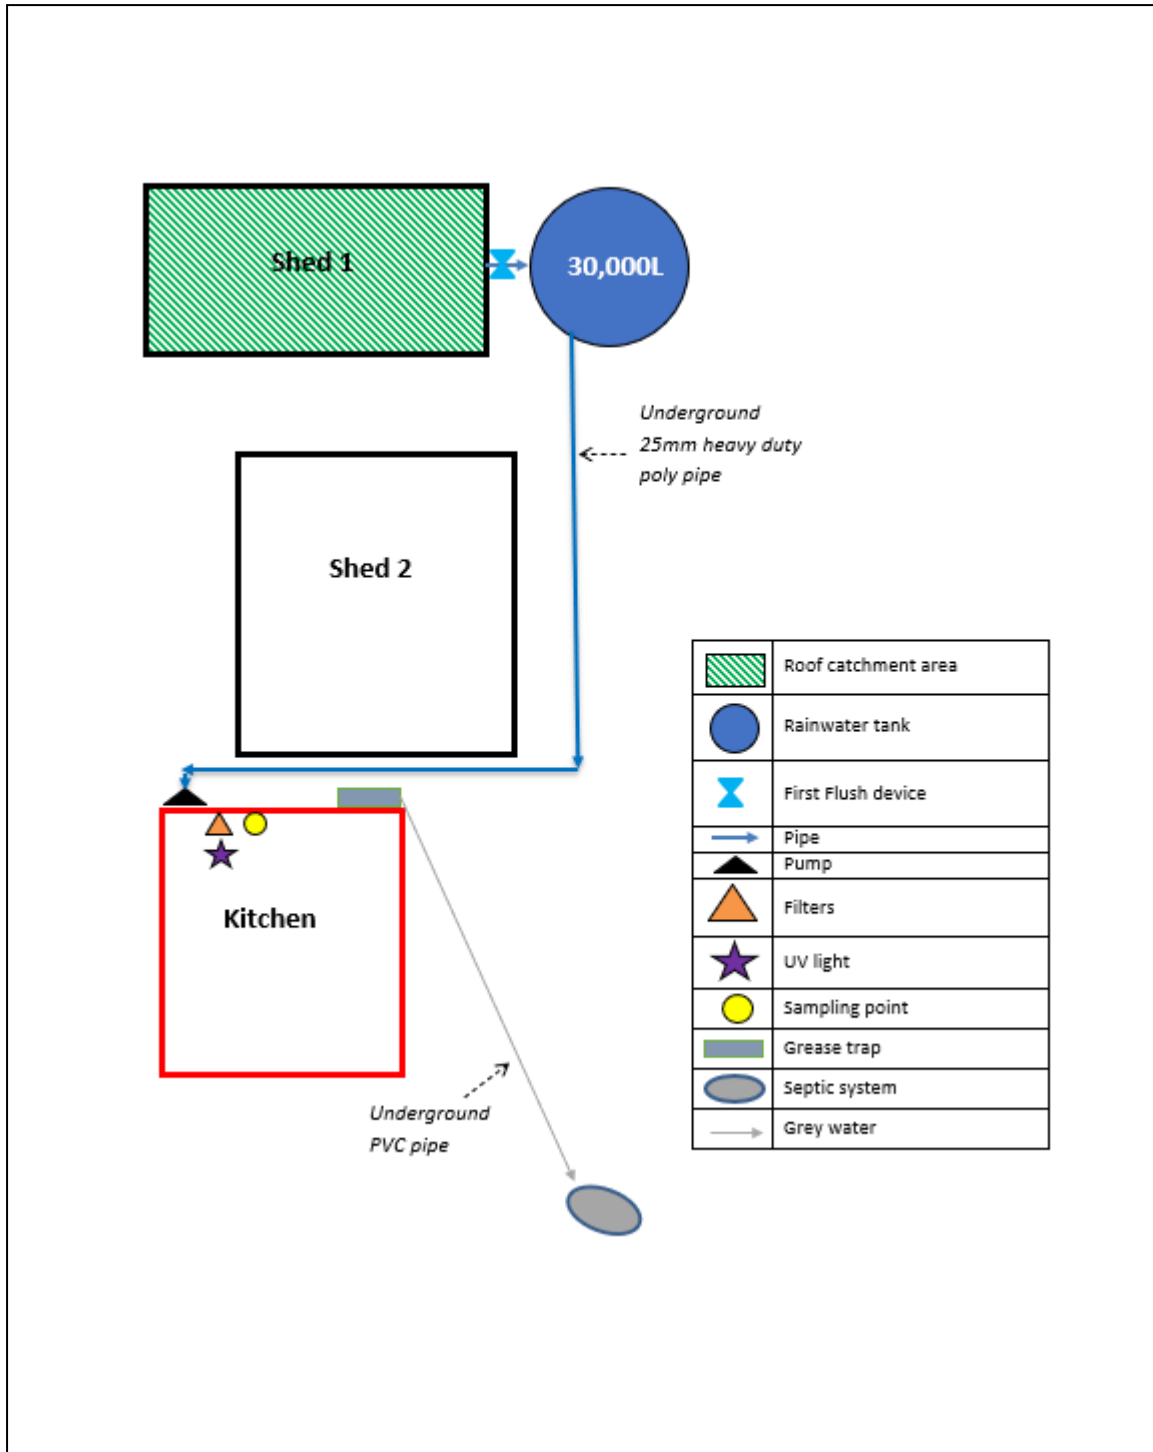 Shed 1
30,000L
Underground
25mm heavy duty
poly pipe
Shed 2
Roof catchment area
Rainwater tank
First Flush device
Pipe
Pump
Filters
UV light
Sampling point
Grease trap
Septic system
Grey water
Kitchen
Underground
PVC pipe